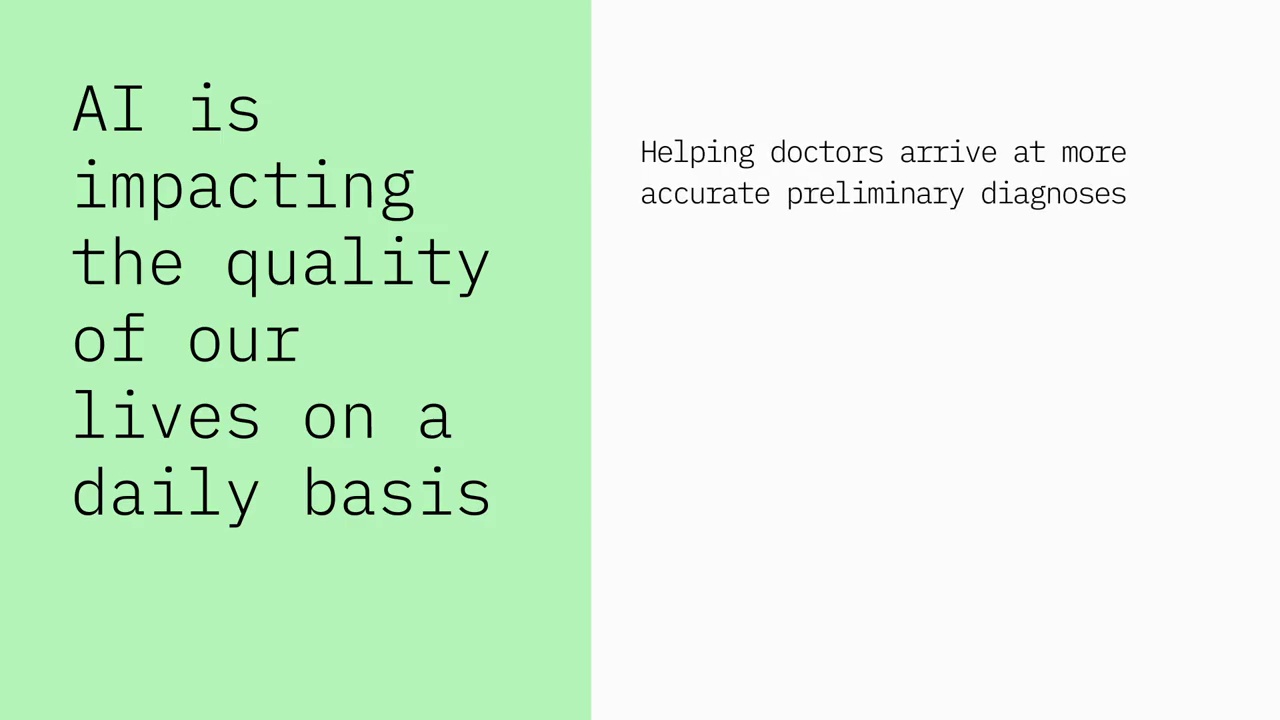 AI is
impacting
the quality
of our
lives on a
daily basis
Helping doctors arrive at more
accurate preliminary diagnoses